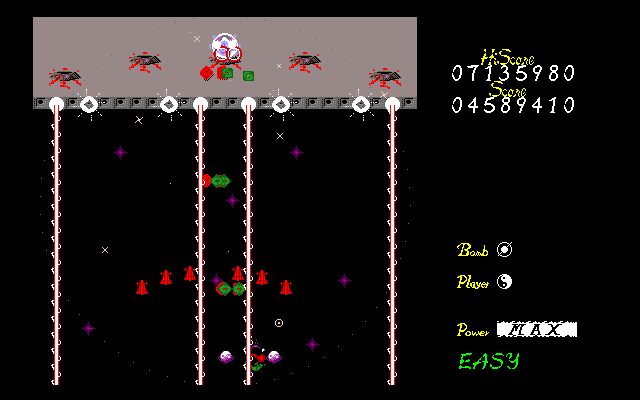 HiScore
07135980
Score
04589410
Bomb
Player
Power MAX
EASY